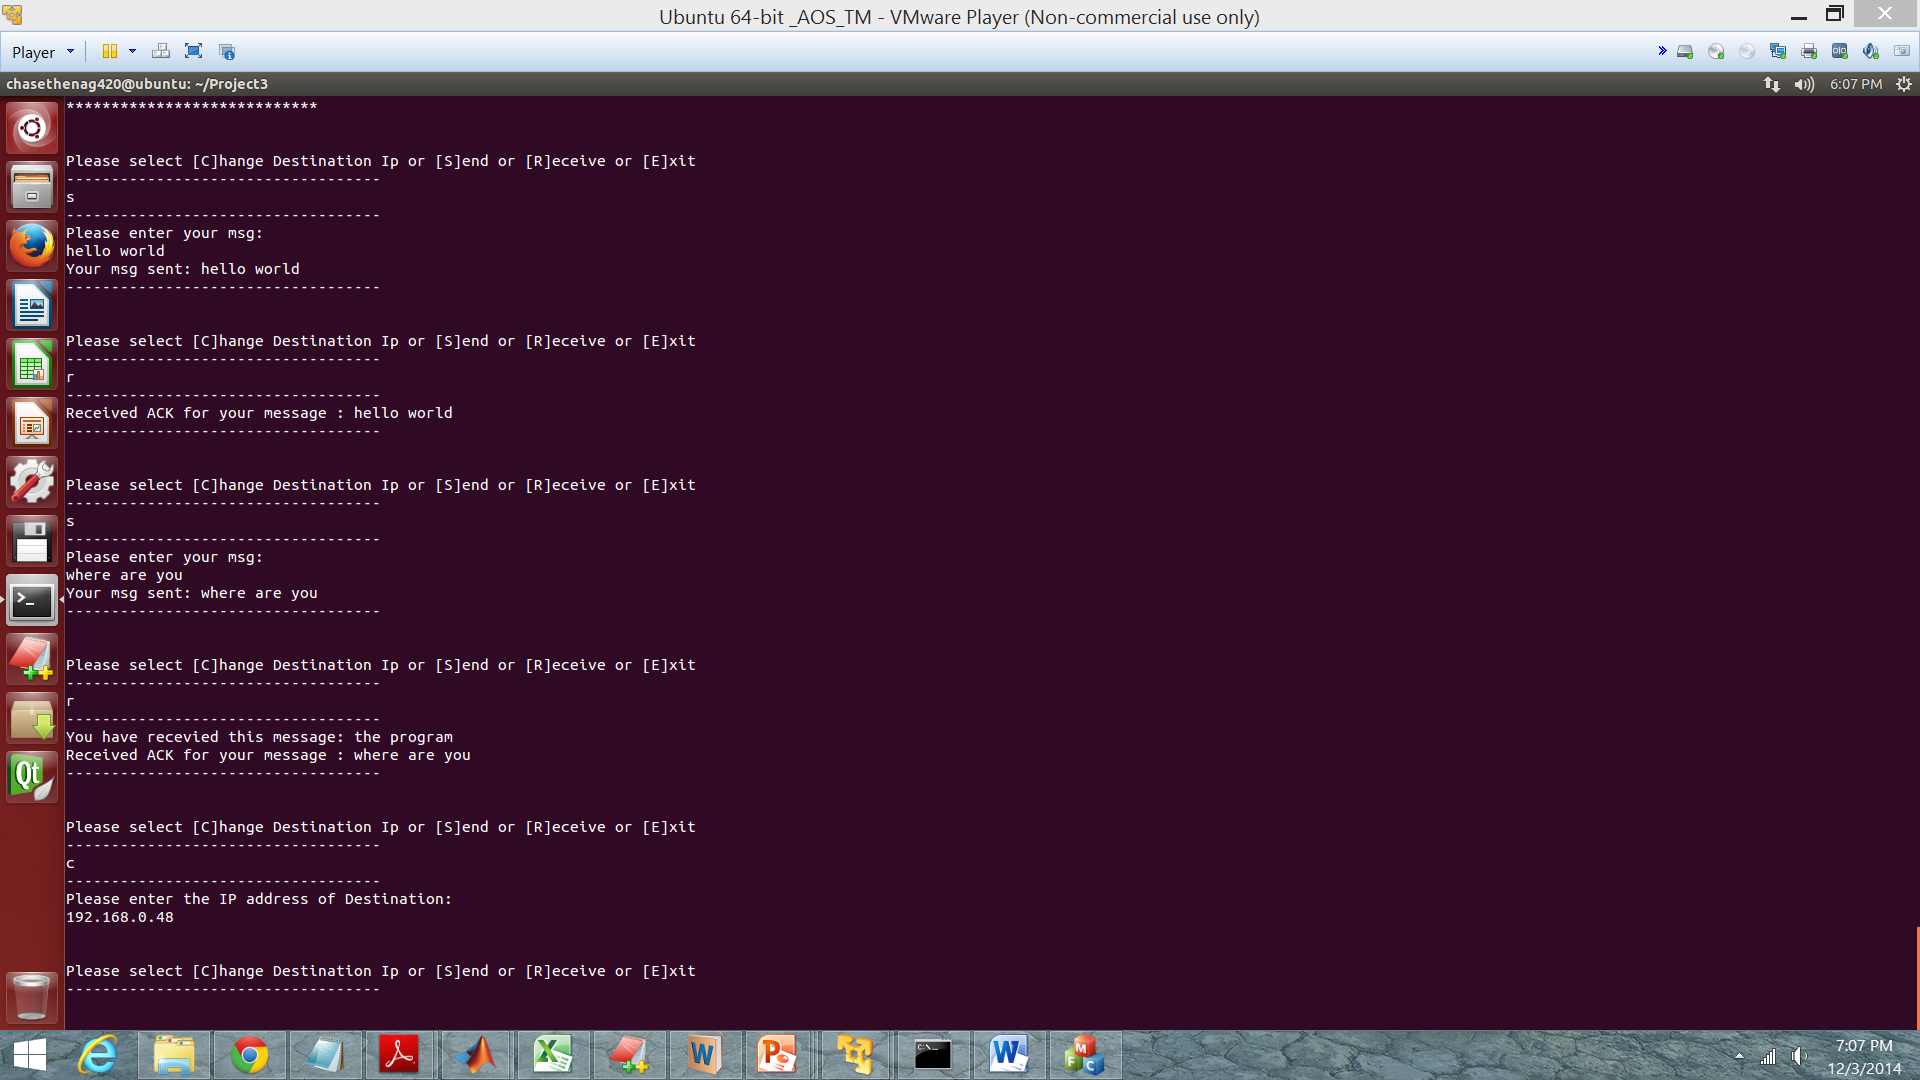 Ubuntu 64-bit _AOS_TM - VMware Player (Non-commercial use only)
Player
chasethenag420@ubuntu: ~/Project3
6:07 PM
****************************
Please select [C]hange Destination Ip or [S]end or [R]eceive or [E]xit
-----------------------------------
s
-----------------------------------
Please enter your msg:
hello world
Your msg sent: hello world
-----------------------------------
Please select [C]hange Destination Ip or [S]end or [R]eceive or [E]xit
-----------------------------------
r
-----------------------------------
Received ACK for your message : hello world
-----------------------------------
Please select [C]hange Destination Ip or [S]end or [R]eceive or [E]xit
-----------------------------------
s
-----------------------------------
Please enter your msg:
where are you
Your msg sent: where are you
-----------------------------------
Please select [C]hange Destination Ip or [S]end or [R]eceive or [E]xit
-----------------------------------
r
-----------------------------------
You have recevied this message: the program
Received ACK for your message : where are you
-----------------------------------
Please select [C]hange Destination Ip or [S]end or [R]eceive or [E]xit
-----------------------------------
c
-----------------------------------
Please enter the IP address of Destination:
192.168.0.48
Please select [C]hange Destination Ip or [S]end or [R]eceive or [E]xit
-----------------------------------
Qt
7:07 PM
12/3/2014